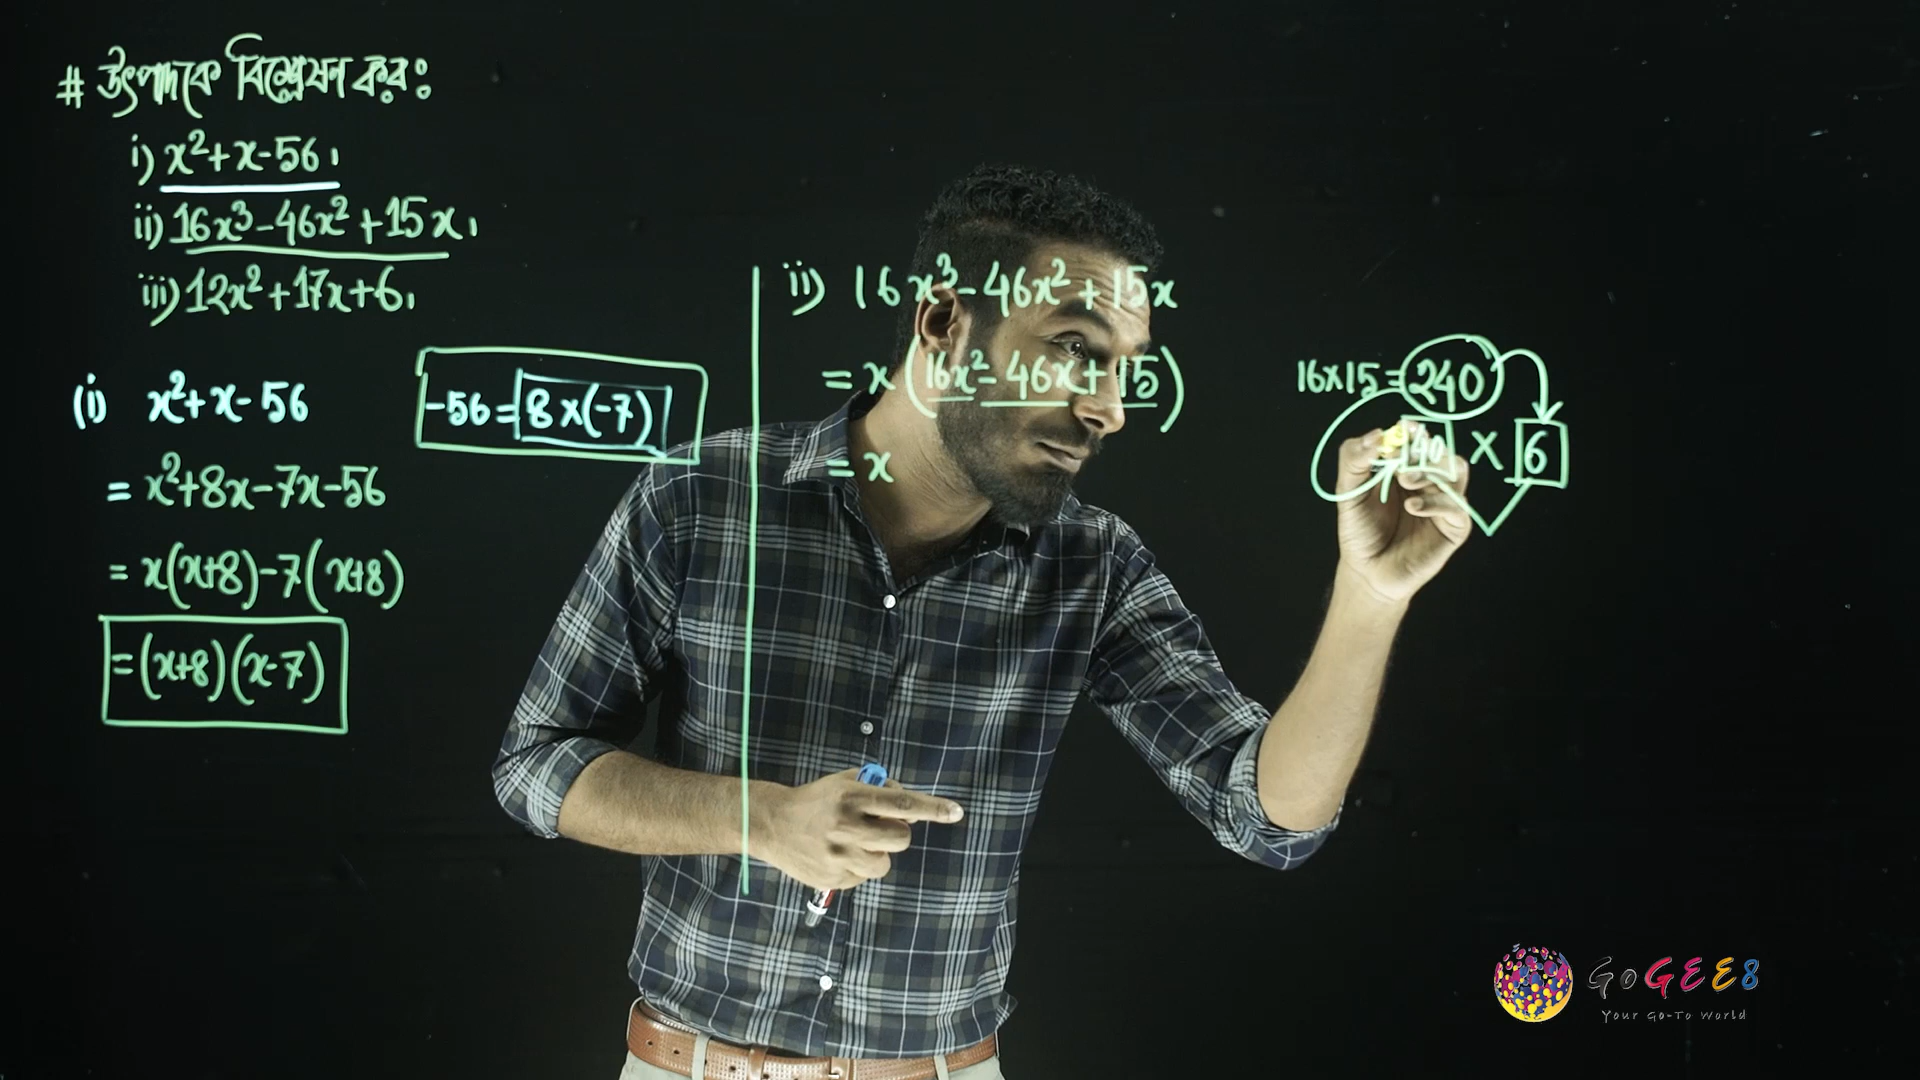 # উৎপাদকে বিশ্লেষণ কর:
i) x²+x-56।
ii) 16x³-46x²+15x।
iii) 12x²+17x+6।
(i) x²+x-56
-56=8×(-7)
= x²+8x-7x-56
= x(x+8)-7(x+8)
=(x+8)(x-7)
ii) 16x³-46x²+15x
= x(16x²-46x+15)
= x
16×15=240
40 × 6
GoGEE8
Your Go-To World